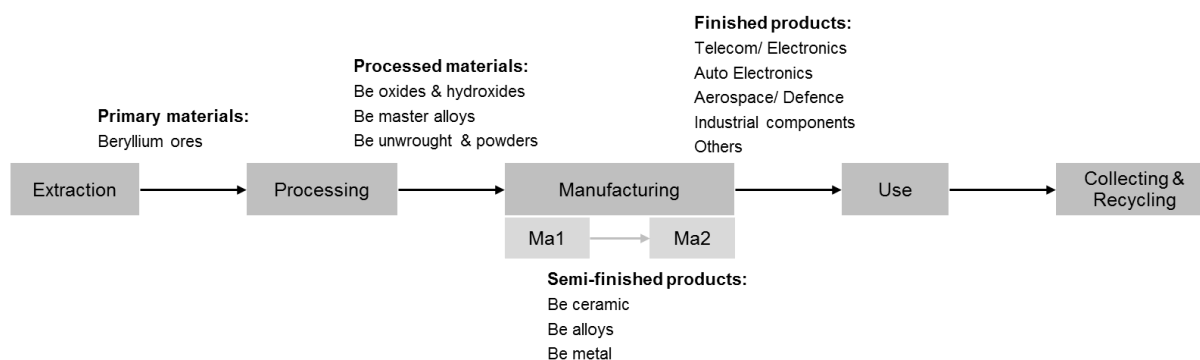 Finished products:
Telecom/ Electronics
Auto Electronics
Aerospace/ Defence
Industrial components
Others
Processed materials:
Be oxides & hydroxides
Be master alloys
Be unwrought & powders
Primary materials:
Beryllium ores
Extraction
Processing
Manufacturing
Use
Collecting &
Recycling
Ma1
Ma2
Semi-finished products:
Be ceramic
Be alloys
Be metal